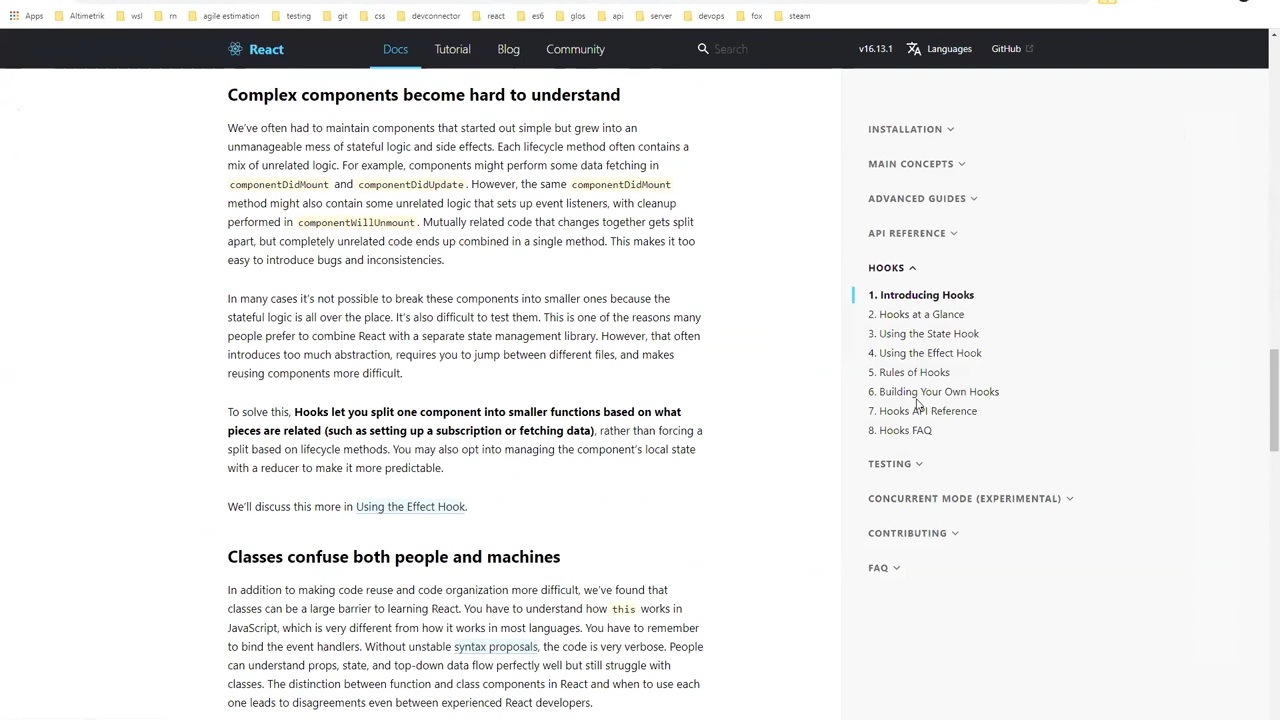 Apps Altimetrik wsl rn agile estimation testing git css devconnector react es6 glos api server devops fox steam
React Docs Tutorial Blog Community Search v16.13.1 Languages GitHub
Complex components become hard to understand
We've often had to maintain components that started out simple but grew into an
unmanageable mess of stateful logic and side effects. Each lifecycle method often contains a
mix of unrelated logic. For example, components might perform some data fetching in
componentDidMount and componentDidUpdate. However, the same componentDidMount
method might also contain some unrelated logic that sets up event listeners, with cleanup
performed in componentWillUnmount. Mutually related code that changes together gets split
apart, but completely unrelated code ends up combined in a single method. This makes it too
easy to introduce bugs and inconsistencies.
In many cases it's not possible to break these components into smaller ones because the
stateful logic is all over the place. It's also difficult to test them. This is one of the reasons many
people prefer to combine React with a separate state management library. However, that often
introduces too much abstraction, requires you to jump between different files, and makes
reusing components more difficult.
To solve this, Hooks let you split one component into smaller functions based on what
pieces are related (such as setting up a subscription or fetching data), rather than forcing a
split based on lifecycle methods. You may also opt into managing the component's local state
with a reducer to make it more predictable.
We'll discuss this more in Using the Effect Hook.
Classes confuse both people and machines
In addition to making code reuse and code organization more difficult, we've found that
classes can be a large barrier to learning React. You have to understand how this works in
JavaScript, which is very different from how it works in most languages. You have to remember
to bind the event handlers. Without unstable syntax proposals, the code is very verbose. People
can understand props, state, and top-down data flow perfectly well but still struggle with
classes. The distinction between function and class components in React and when to use each
one leads to disagreements even between experienced React developers.
INSTALLATION
MAIN CONCEPTS
ADVANCED GUIDES
API REFERENCE
HOOKS
1. Introducing Hooks
2. Hooks at a Glance
3. Using the State Hook
4. Using the Effect Hook
5. Rules of Hooks
6. Building Your Own Hooks
7. Hooks API Reference
8. Hooks FAQ
TESTING
CONCURRENT MODE (EXPERIMENTAL)
CONTRIBUTING
FAQ